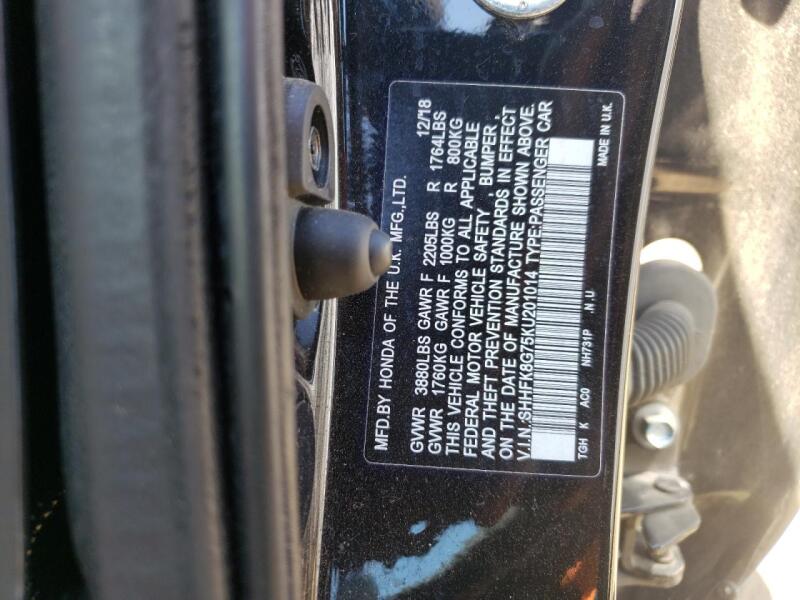 MFD.BY HONDA OF THE U.K. MFG.,LTD. 12/18
GVWR 3880LBS GAWR F 2205LBS R 1764LBS
GVWR 1760KG GAWR F 1000KG R 800KG
THIS VEHICLE CONFORMS TO ALL APPLICABLE
FEDERAL MOTOR VEHICLE SAFETY, BUMPER,
AND THEFT PREVENTION STANDARDS IN EFFECT
ON THE DATE OF MANUFACTURE SHOWN ABOVE.
V.I.N.SHHFK8G75KU201014 TYPE:PASSENGER CAR
TGH K AC0 NH731P .N.U MADE IN U.K.